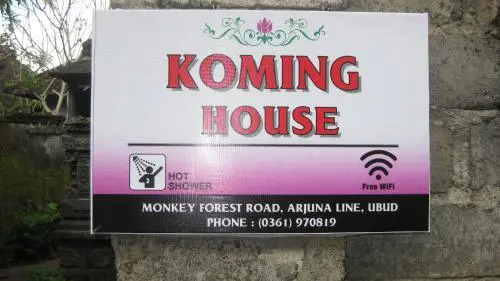 KOMING
HOUSE
HOT
SHOWER
Free WiFi
MONKEY FOREST ROAD, ARJUNA LINE, UBUD
PHONE : (0361) 970819